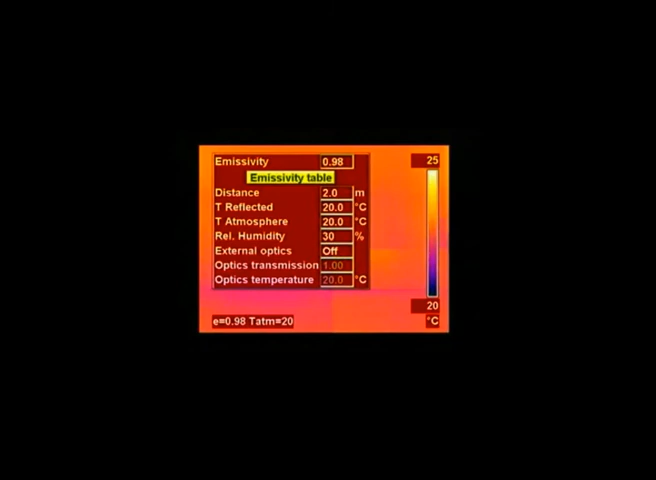 Emissivity 0.98 25
Emissivity table
Distance 2.0 m
T Reflected 20.0 °C
T Atmosphere 20.0 °C
Rel. Humidity 30 %
External optics Off
Optics transmission 1.00
Optics temperature 20.0 °C
20
e=0.98 Tatm=20 °C